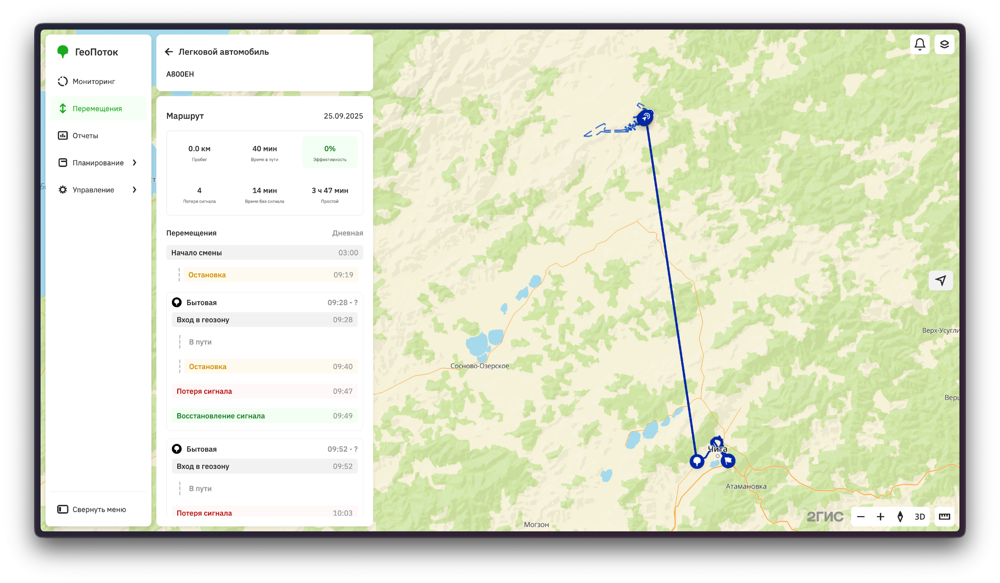 ГеоПоток
Мониторинг
Перемещения
Отчеты
Планирование
Управление
Свернуть меню
Легковой автомобиль
А800ЕН
Маршрут 25.09.2025
0.0 км 40 мин 0%
Пробег Время в пути Эффективность
4 14 мин 3 ч 47 мин
Потеря сигнала Время без сигнала Простой
Перемещения Дневная
Начало смены 03:00
Остановка 09:19
Бытовая 09:28 - ?
Вход в геозону 09:28
В пути
Остановка 09:40
Потеря сигнала 09:47
Восстановление сигнала 09:49
Бытовая 09:52 - ?
Вход в геозону 09:52
В пути
Потеря сигнала 10:03
Верх-Усугли
Сосново-Озерское
Верш
Чита
Атамановка
Могзон
2ГИС
3D